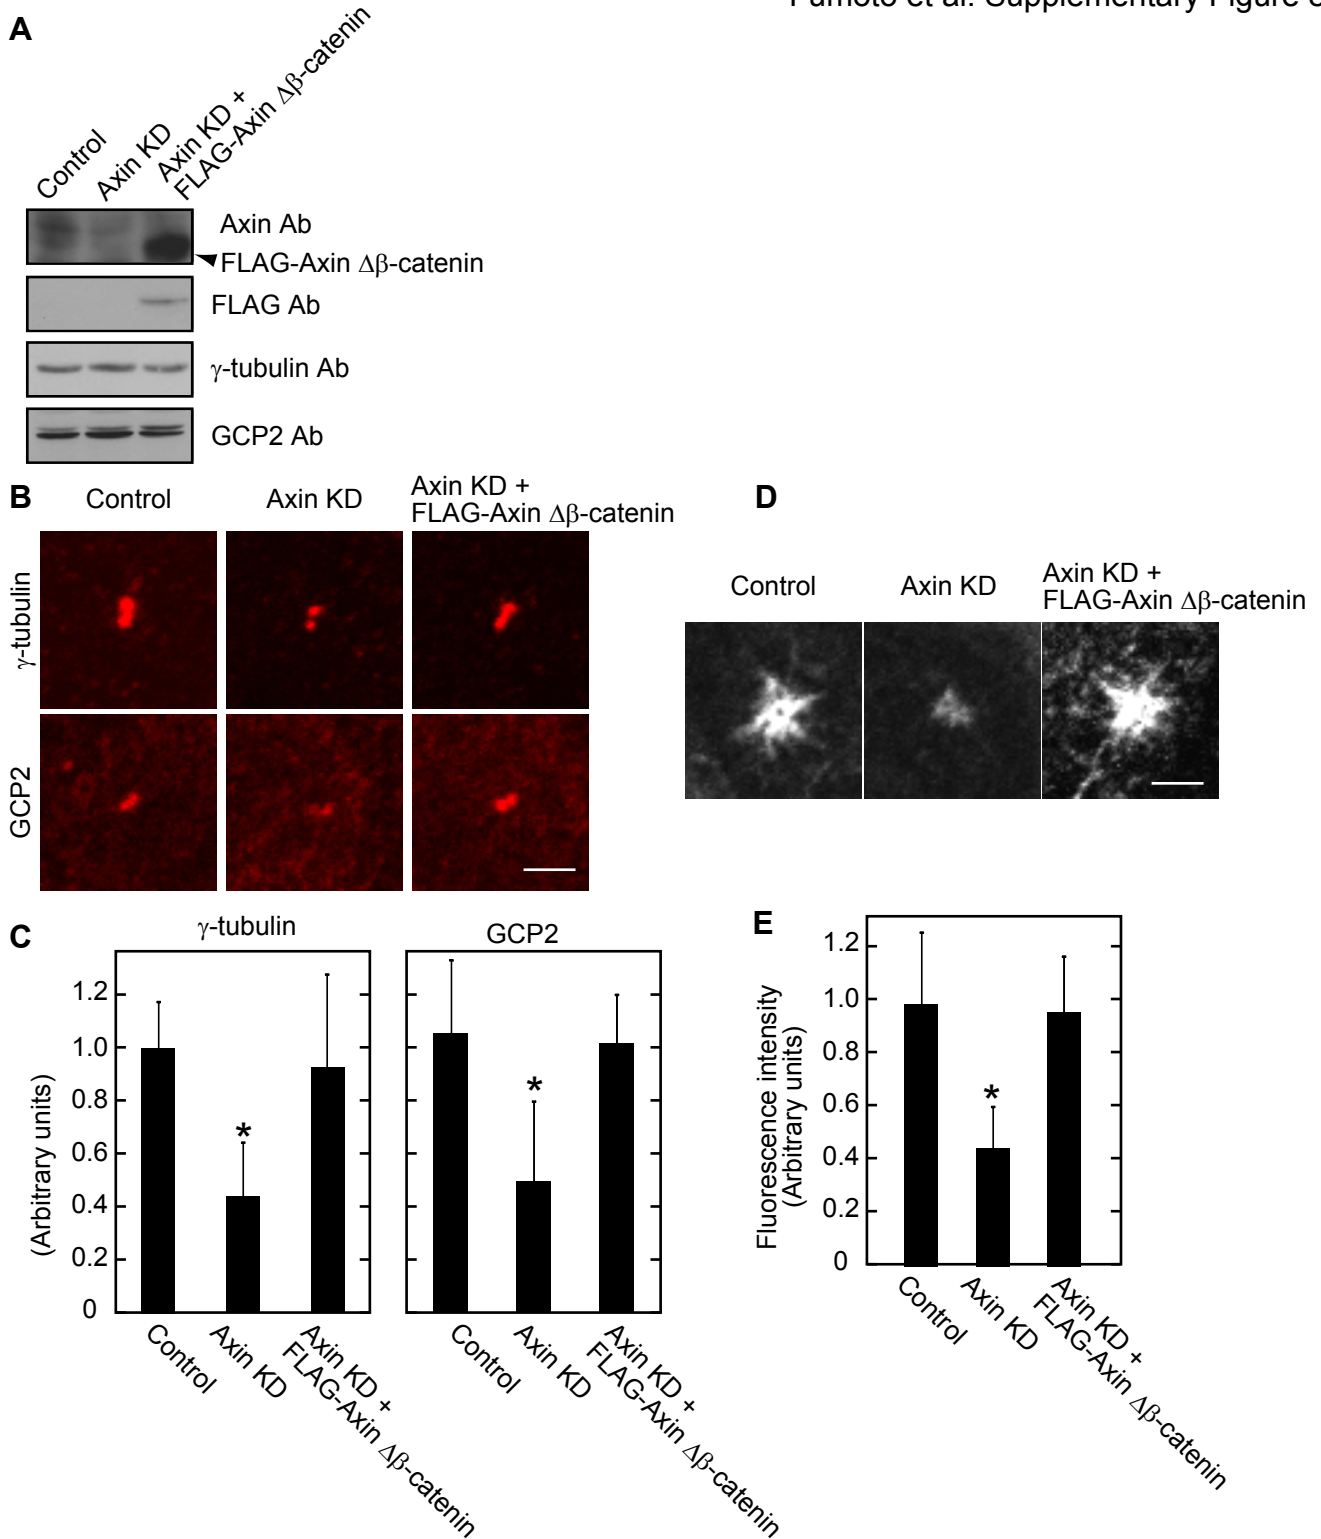 Fumoto et al. Supplementary Figure
A
Control
Axin KD
Axin KD +
FLAG-Axin Δβ-catenin
Axin Ab
FLAG-Axin Δβ-catenin
FLAG Ab
γ-tubulin Ab
GCP2 Ab
B
Control
Axin KD
Axin KD +
FLAG-Axin Δβ-catenin
γ-tubulin
GCP2
D
Control
Axin KD
Axin KD +
FLAG-Axin Δβ-catenin
C
γ-tubulin
GCP2
(Arbitrary units)
1.2
1.0
0.8
0.6
0.4
0.2
0
*
*
Control
Axin KD
Axin KD +
FLAG-Axin Δβ-catenin
Control
Axin KD
Axin KD +
FLAG-Axin Δβ-catenin
E
Fluorescence intensity
(Arbitrary units)
1.2
1.0
0.8
0.6
0.4
0.2
0
*
Control
Axin KD
Axin KD +
FLAG-Axin Δβ-catenin